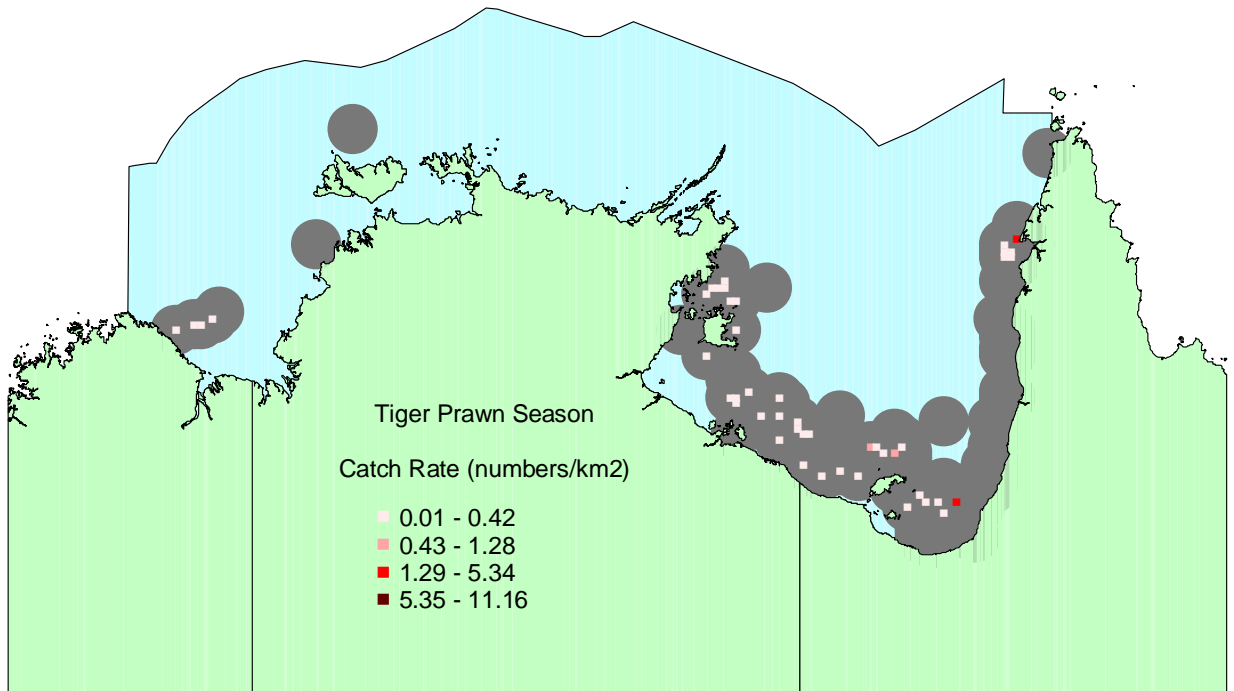 Tiger Prawn Season
Catch Rate (numbers/km2)
0.01 - 0.42
0.43 - 1.28
1.29 - 5.34
5.35 - 11.16